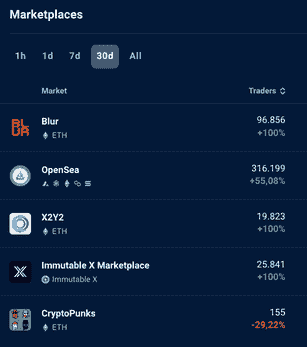 Marketplaces
1h 1d 7d 30d All
Market Traders
Blur 96.856
ETH +100%
OpenSea 316.199
+55,08%
X2Y2 19.823
ETH +100%
Immutable X Marketplace 25.841
Immutable X +100%
CryptoPunks 155
ETH -29,22%